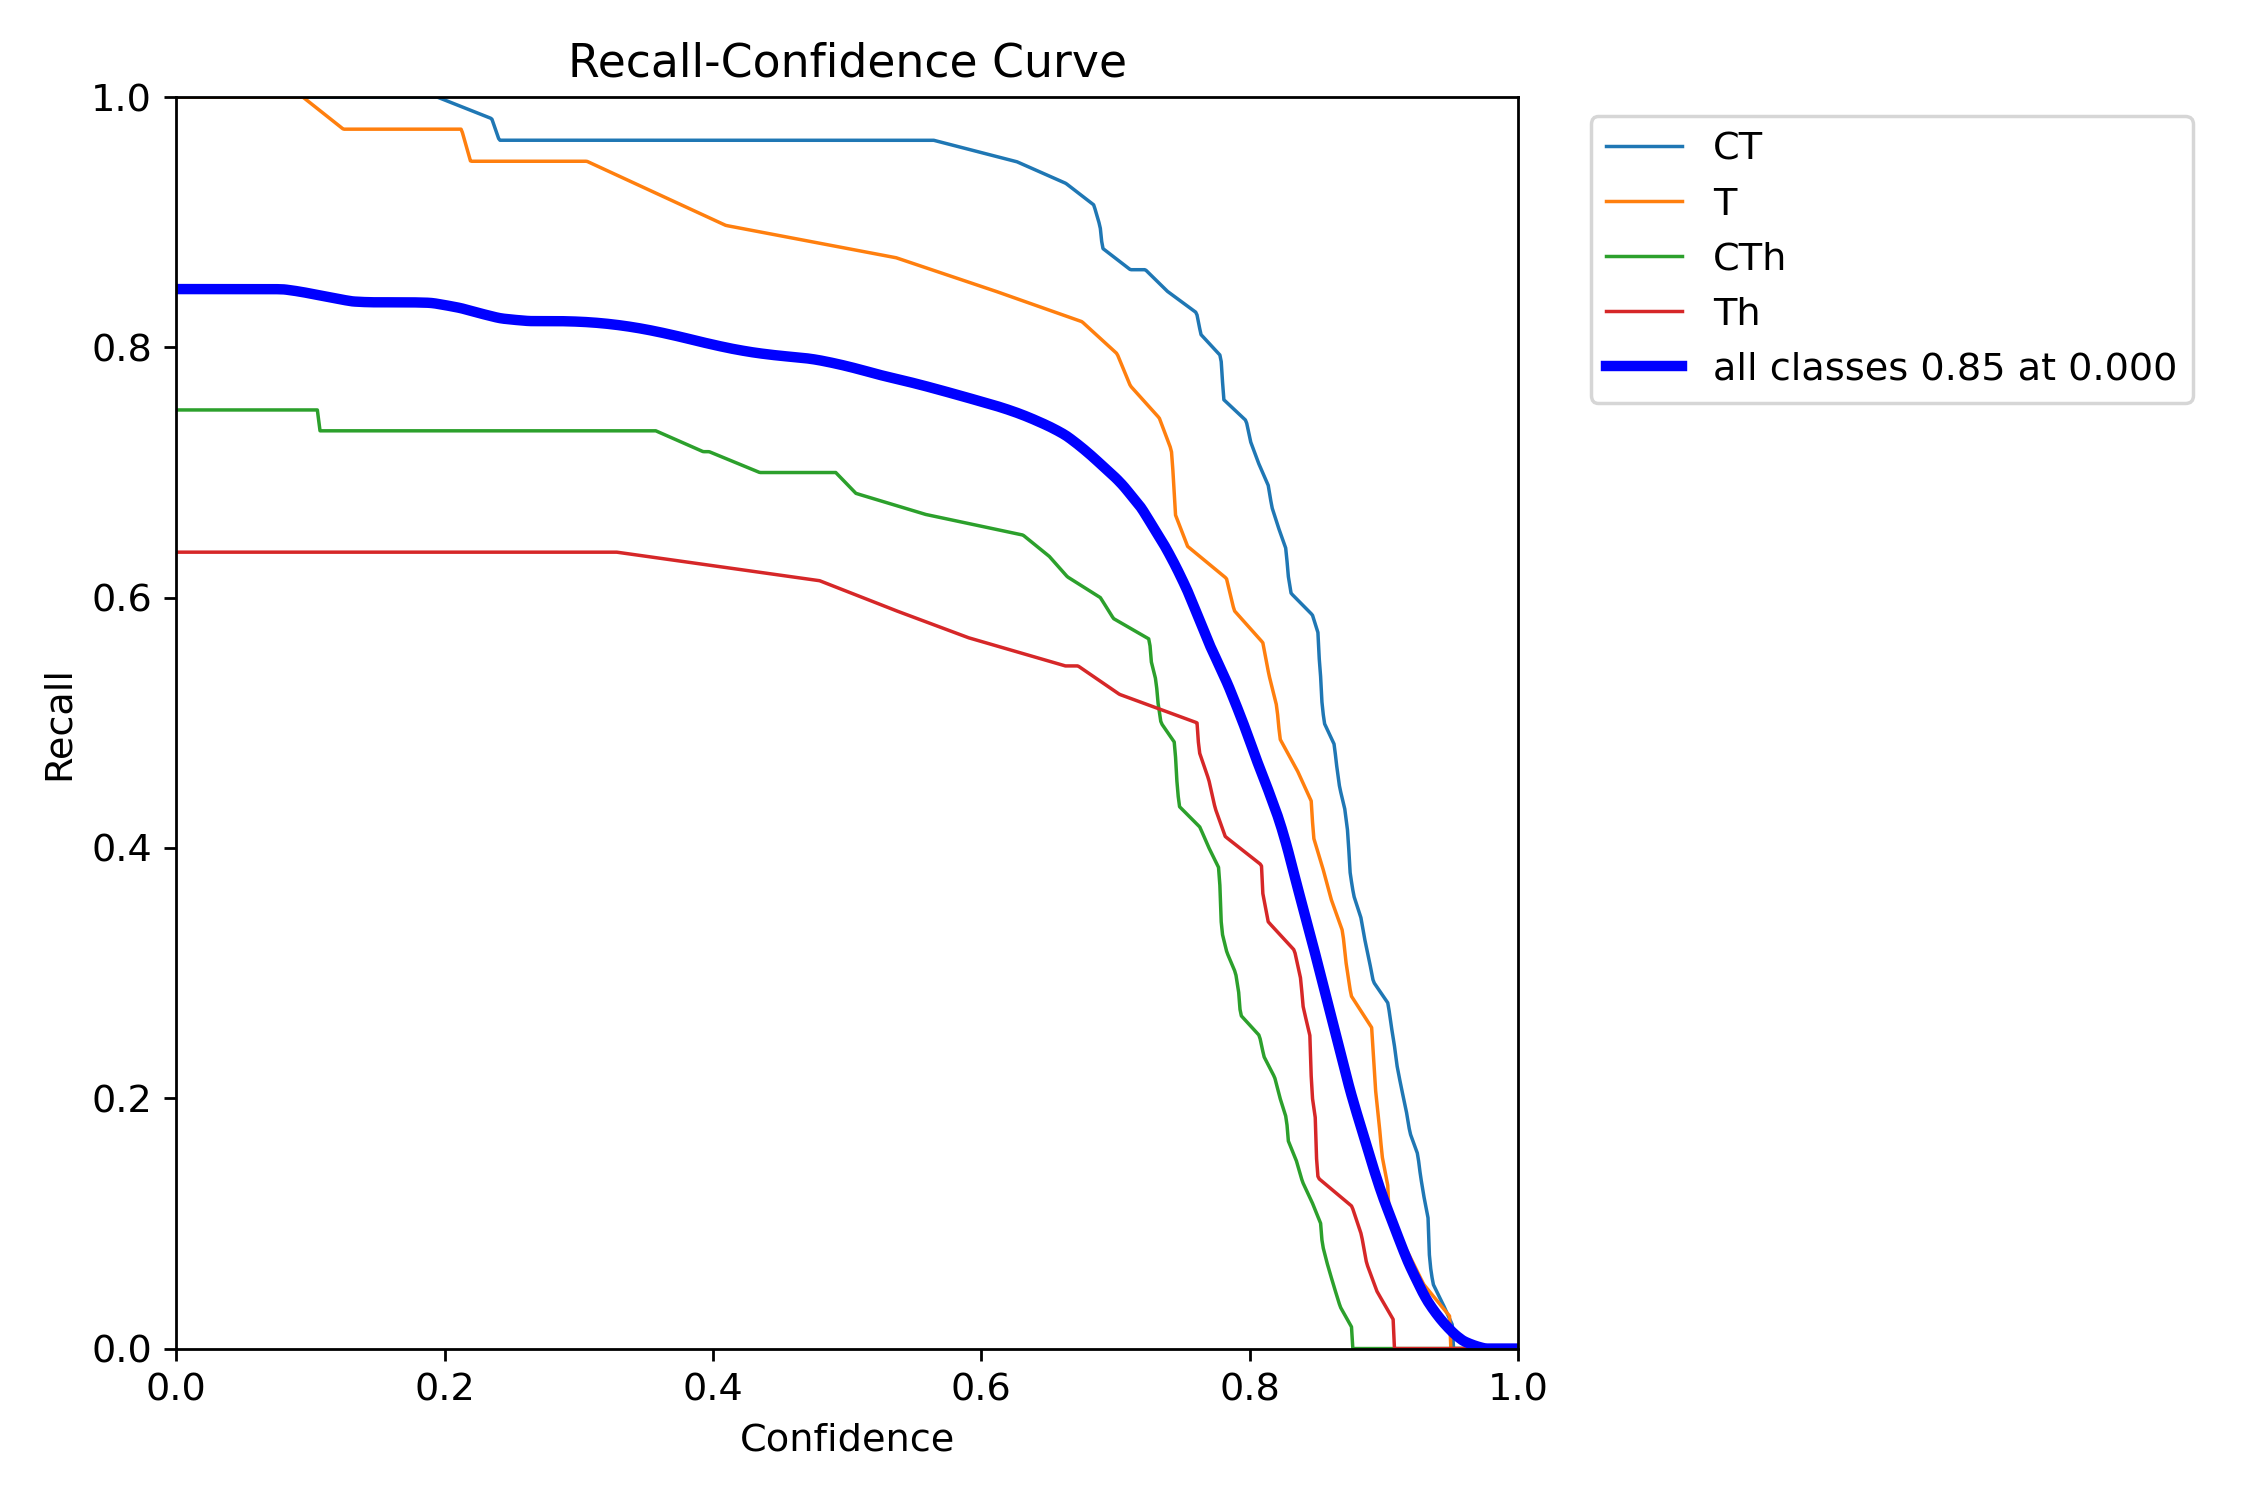 Recall-Confidence Curve
1.0
0.8
0.6
0.4
0.2
0.0
Recall
0.0 0.2 0.4 0.6 0.8 1.0
Confidence
CT
T
CTh
Th
all classes 0.85 at 0.000